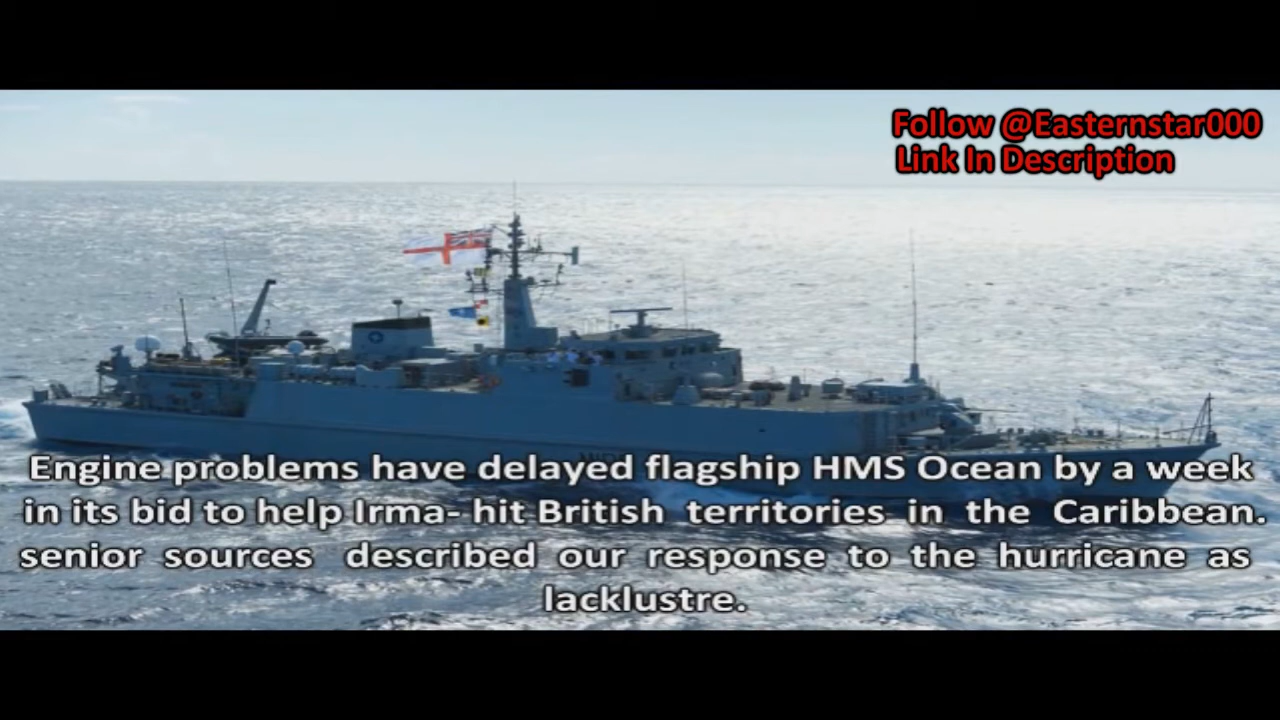 Follow @Easternstar000
Link In Description
Engine problems have delayed flagship HMS Ocean by a week
in its bid to help Irma- hit British territories in the Caribbean.
senior sources described our response to the hurricane as
lacklustre.